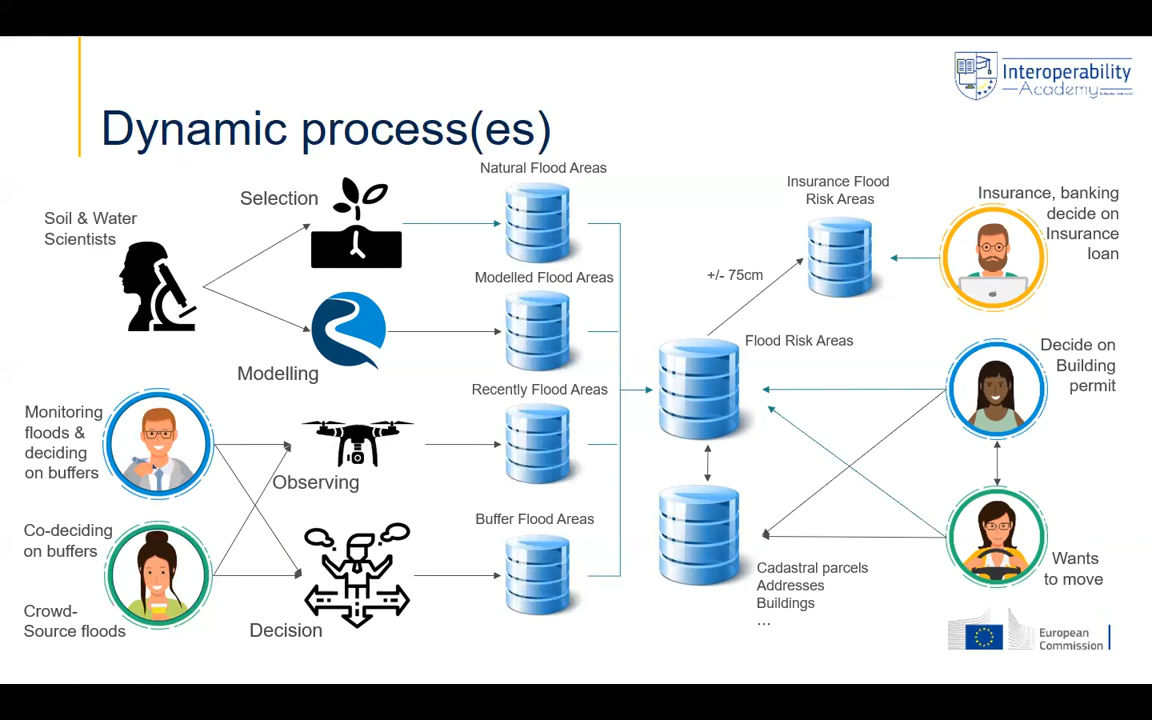 Interoperability
Academy
Dynamic process(es)
Natural Flood Areas
Selection
Soil & Water
Scientists
Modelled Flood Areas
Modelling
Recently Flood Areas
Monitoring
floods &
deciding
on buffers
Observing
Buffer Flood Areas
Co-deciding
on buffers
Crowd-
Source floods
Decision
Insurance Flood
Risk Areas
+/- 75cm
Flood Risk Areas
Insurance, banking
decide on
Insurance
loan
Decide on
Building
permit
Cadastral parcels
Addresses
Buildings
...
Wants
to move
European
Commission